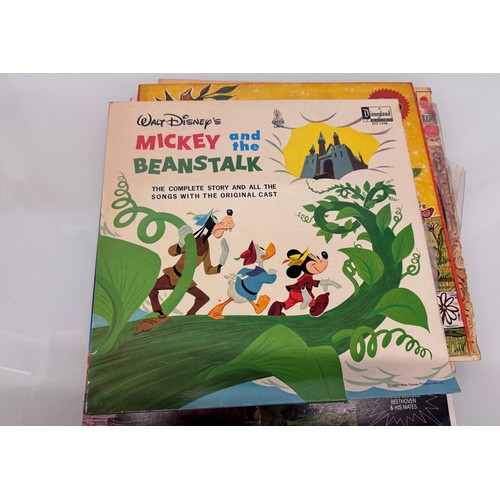 WALT DISNEY'S
MICKEY and the
BEANSTALK
THE COMPLETE STORY AND ALL THE
SONGS WITH THE ORIGINAL CAST
Disneyland
BEETHOVEN
& HIS MATES